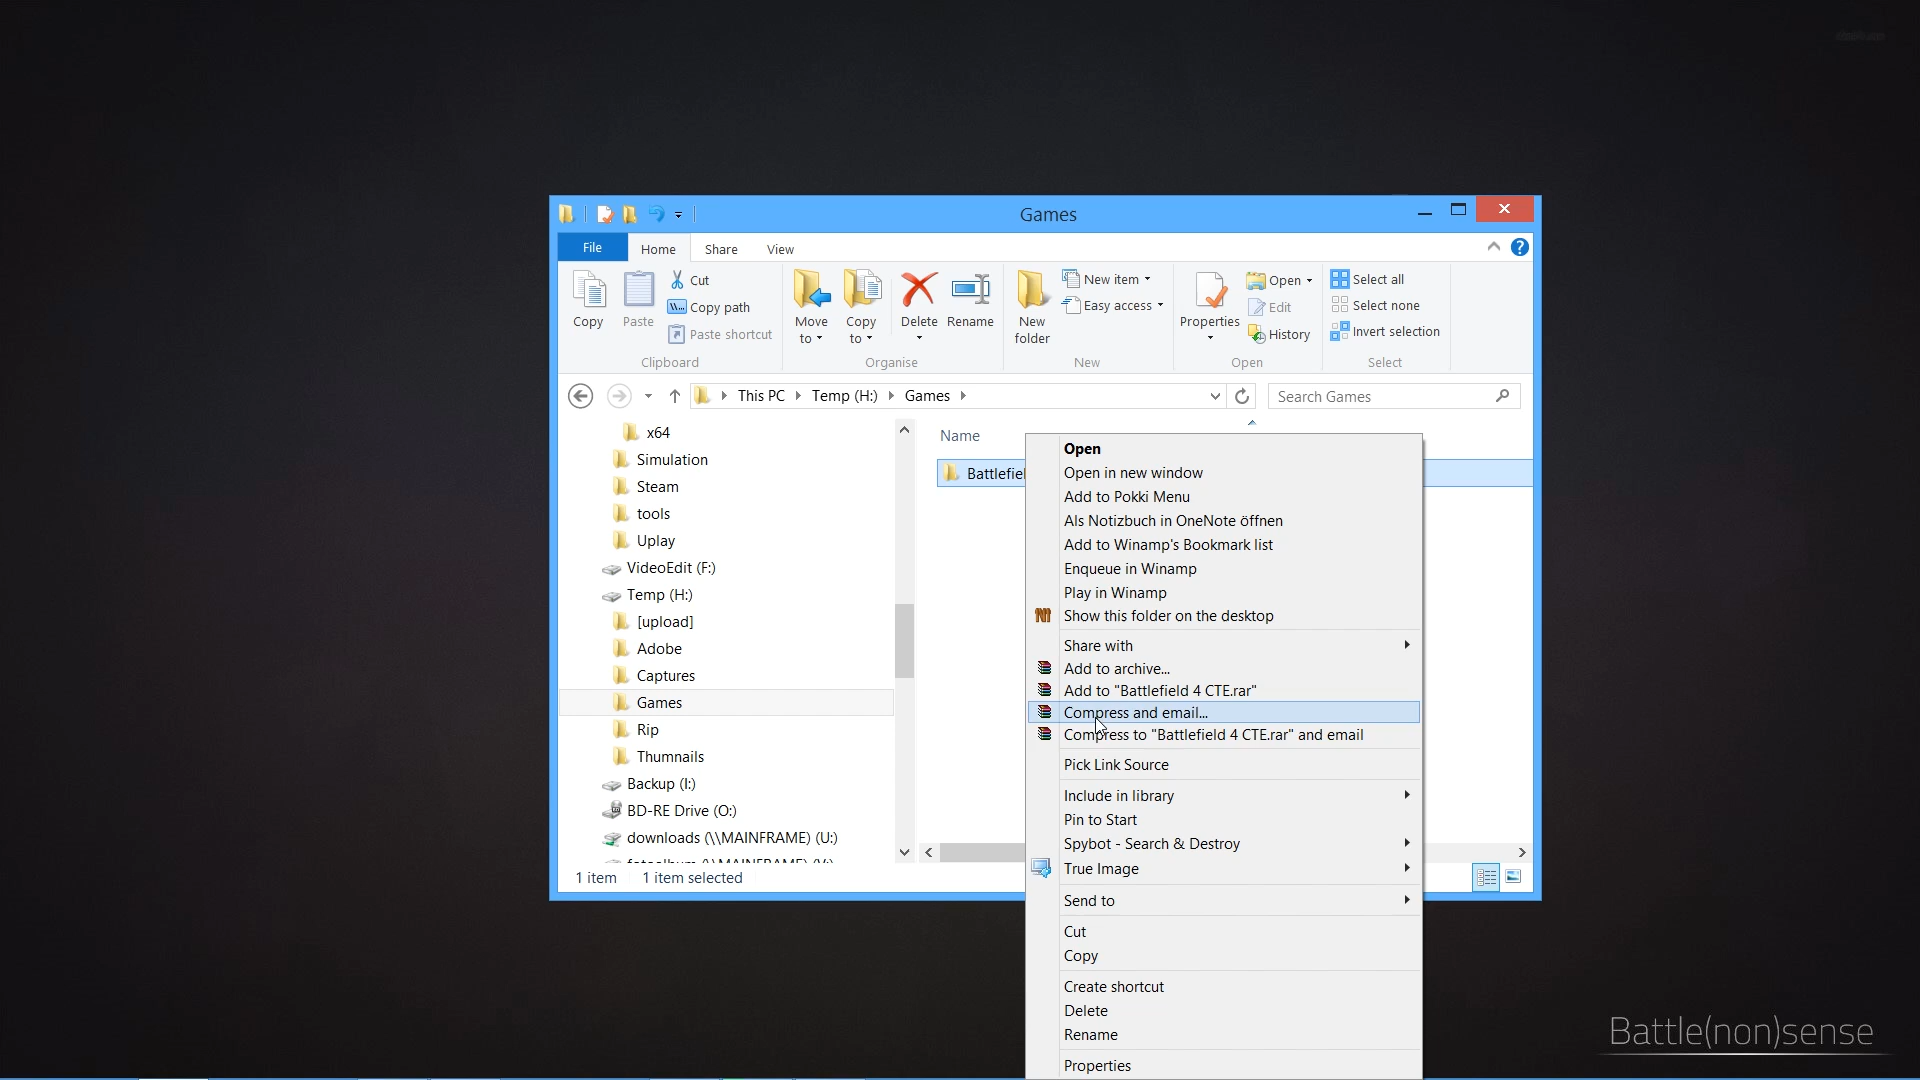 Games
File
Home
Share
View
Copy
Paste
Cut
Copy path
Paste shortcut
Clipboard
Move to
Copy to
Delete
Rename
Organise
New folder
New item
Easy access
New
Properties
Open
Edit
History
Open
Select all
Select none
Invert selection
Select
This PC
Temp (H:)
Games
Search Games
x64
Simulation
Steam
tools
Uplay
VideoEdit (F:)
Temp (H:)
[upload]
Adobe
Captures
Games
Rip
Thumnails
Backup (I:)
BD-RE Drive (O:)
downloads (\\MAINFRAME) (U:)
Name
Open
Open in new window
Add to Pokki Menu
Als Notizbuch in OneNote öffnen
Add to Winamp's Bookmark list
Enqueue in Winamp
Play in Winamp
Show this folder on the desktop
Share with
Add to archive...
Add to "Battlefield 4 CTE.rar"
Compress and email...
Compress to "Battlefield 4 CTE.rar" and email
Pick Link Source
Include in library
Pin to Start
Spybot - Search & Destroy
True Image
Send to
Cut
Copy
Create shortcut
Delete
Rename
Properties
1 item
1 item selected
Battle(non)sense